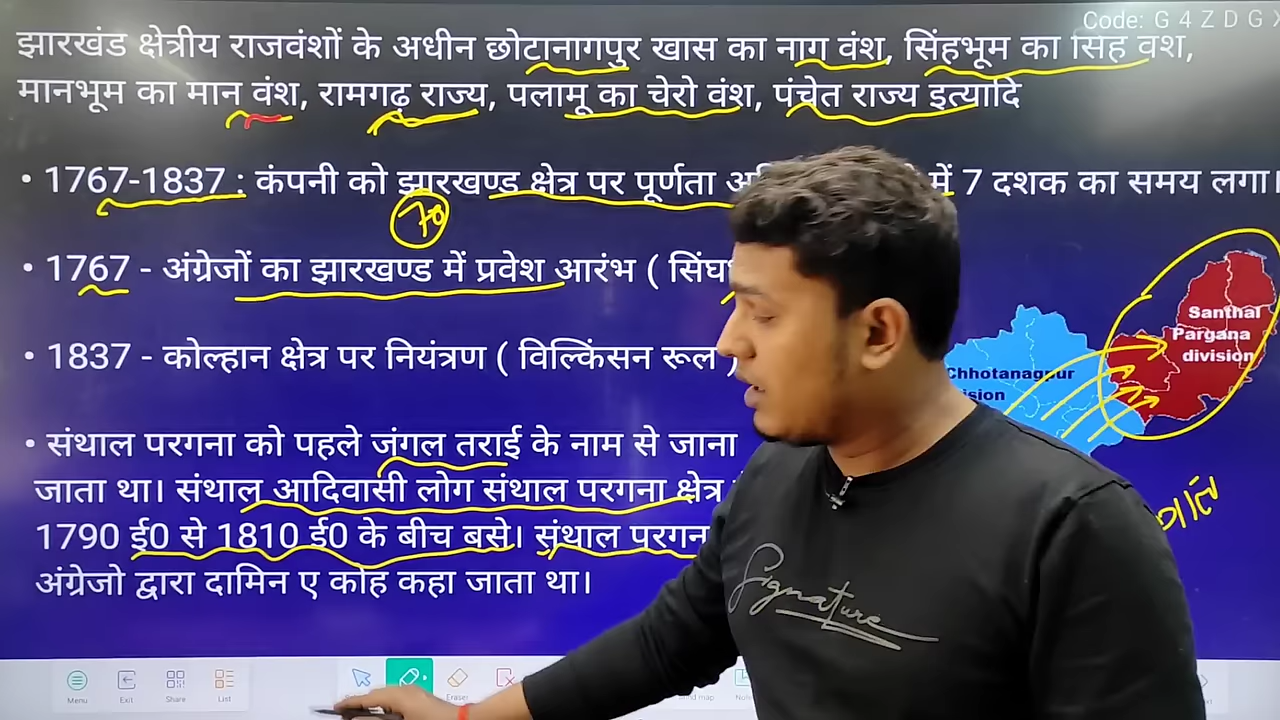 Code: G 4 Z D G
झारखंड क्षेत्रीय राजवंशों के अधीन छोटानागपुर खास का नाग वंश, सिंहभूम का सिंह वंश,
मानभूम का मान वंश, रामगढ़ राज्य, पलामू का चेरो वंश, पंचेत राज्य इत्यादि
• 1767-1837 : कंपनी को झारखण्ड क्षेत्र पर पूर्णता में 7 दशक का समय लगा।
70
• 1767 - अंग्रेजों का झारखण्ड में प्रवेश आरंभ (
• 1837 - कोल्हान क्षेत्र पर नियंत्रण ( विल्किंसन रूल )
Santhal
Pargana
division
Chhotanagpur
• संथाल परगना को पहले जंगल तराई के नाम से जाना
जाता था। संथाल आदिवासी लोग संथाल परगना क्षेत्र
1790 ई0 से 1810 ई0 के बीच बसे। संथाल
अंग्रेजो द्वारा दामिन ए कोह कहा जाता था।
Signature
Menu
Exit
Share
List
Eraser